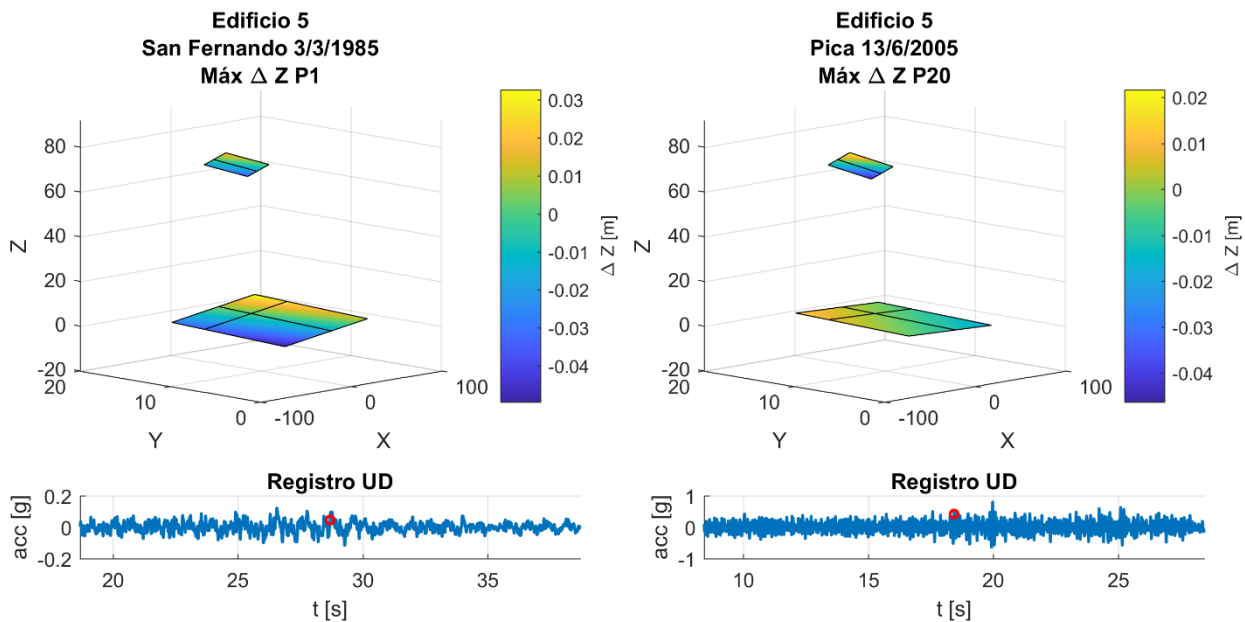 Edificio 5
San Fernando 3/3/1985
Máx Δ Z P1
80
60
40
20
0
-20
Z
20
10
0
Y
-100
0
100
X
0.03
0.02
0.01
0
-0.01
-0.02
-0.03
-0.04
Δ Z [m]
Registro UD
0.2
0
-0.2
acc [g]
20
25
30
35
t [s]
Edificio 5
Pica 13/6/2005
Máx Δ Z P20
80
60
40
20
0
-20
Z
20
10
0
Y
-100
0
100
X
0.02
0.01
0
-0.01
-0.02
-0.03
-0.04
Δ Z [m]
Registro UD
1
0
-1
acc [g]
10
15
20
25
t [s]